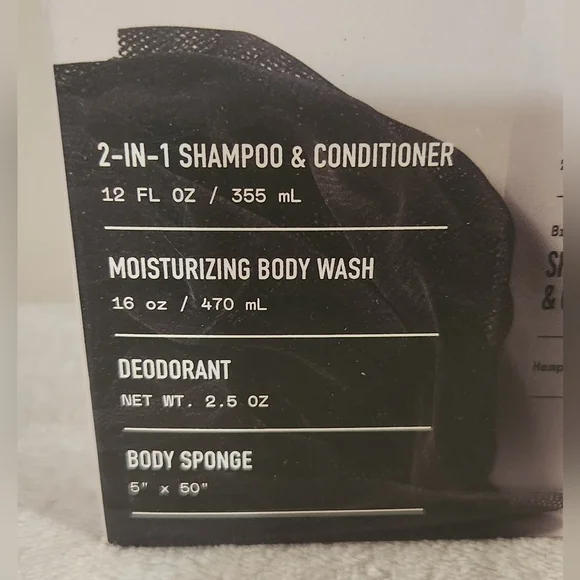 2-IN-1 SHAMPOO & CONDITIONER
12 FL OZ / 355 mL
MOISTURIZING BODY WASH
16 oz / 470 mL
DEODORANT
NET WT. 2.5 OZ
BODY SPONGE
5" x 50"